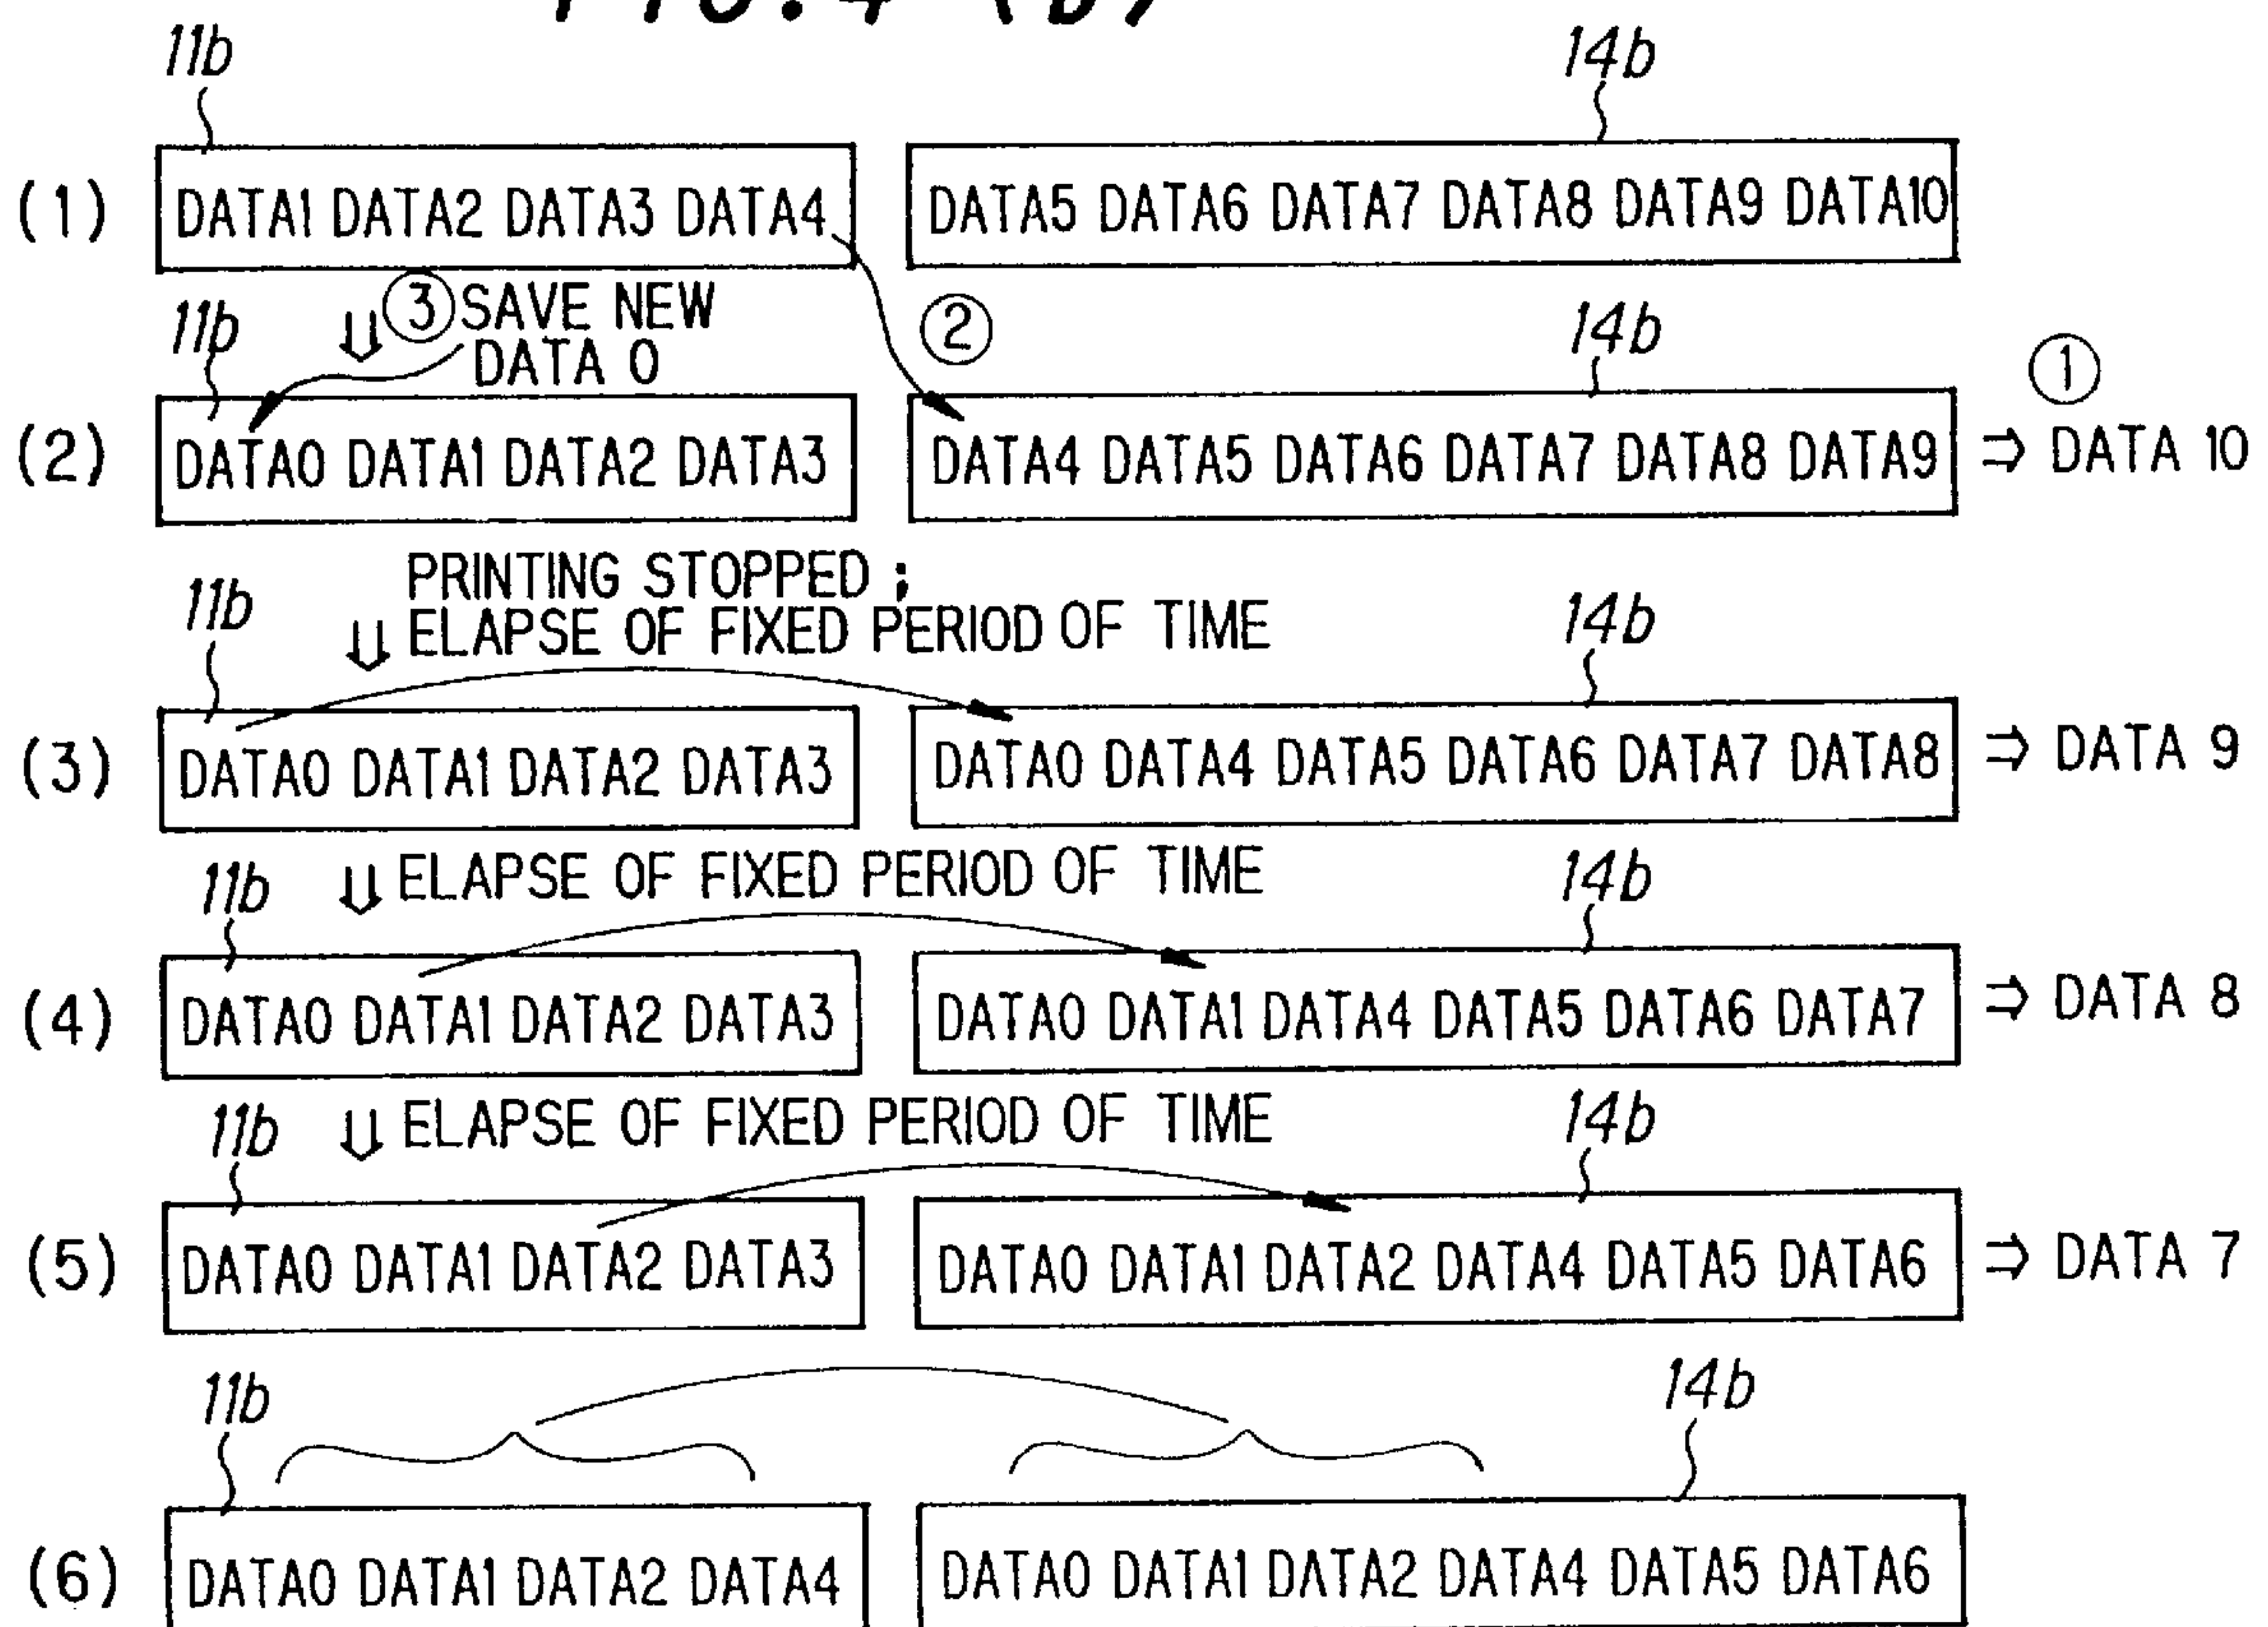 FIG. 4 (b)
11b 14b
(1) DATA1 DATA2 DATA3 DATA4 DATA5 DATA6 DATA7 DATA8 DATA9 DATA10
11b ③ SAVE NEW ② 14b
DATA 0 ①
(2) DATA0 DATA1 DATA2 DATA3 DATA4 DATA5 DATA6 DATA7 DATA8 DATA9 ⇒ DATA 10
PRINTING STOPPED ;
11b ⇓ ELAPSE OF FIXED PERIOD OF TIME 14b
(3) DATA0 DATA1 DATA2 DATA3 DATA0 DATA4 DATA5 DATA6 DATA7 DATA8 ⇒ DATA 9
11b ⇓ ELAPSE OF FIXED PERIOD OF TIME 14b
(4) DATA0 DATA1 DATA2 DATA3 DATA0 DATA1 DATA4 DATA5 DATA6 DATA7 ⇒ DATA 8
11b ⇓ ELAPSE OF FIXED PERIOD OF TIME 14b
(5) DATA0 DATA1 DATA2 DATA3 DATA0 DATA1 DATA2 DATA4 DATA5 DATA6 ⇒ DATA 7
11b 14b
(6) DATA0 DATA1 DATA2 DATA4 DATA0 DATA1 DATA2 DATA4 DATA5 DATA6